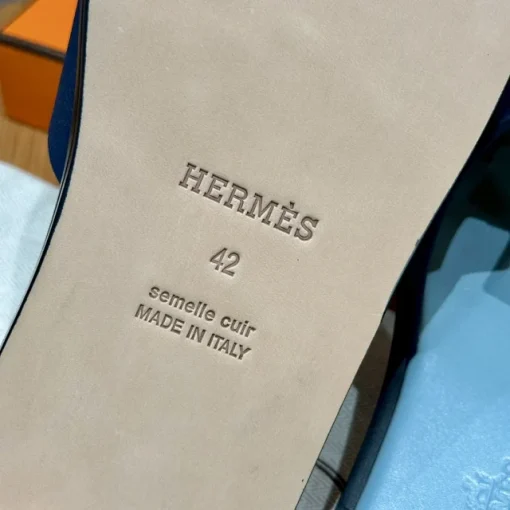 HERMÈS
42
semelle cuir
MADE IN ITALY